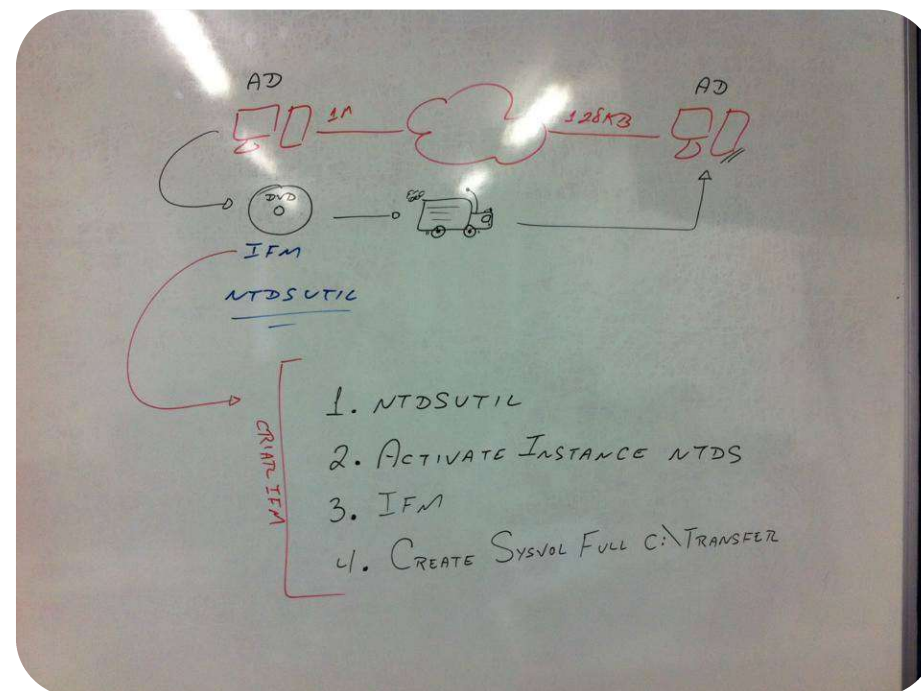 AD
AD
1M
128KB
DVD
IFM
NTDSUTIL
CRIAR IFM
1. NTDSUTIL
2. ACTIVATE INSTANCE NTDS
3. IFM
4. CREATE SYSVOL FULL C:\TRANSFER